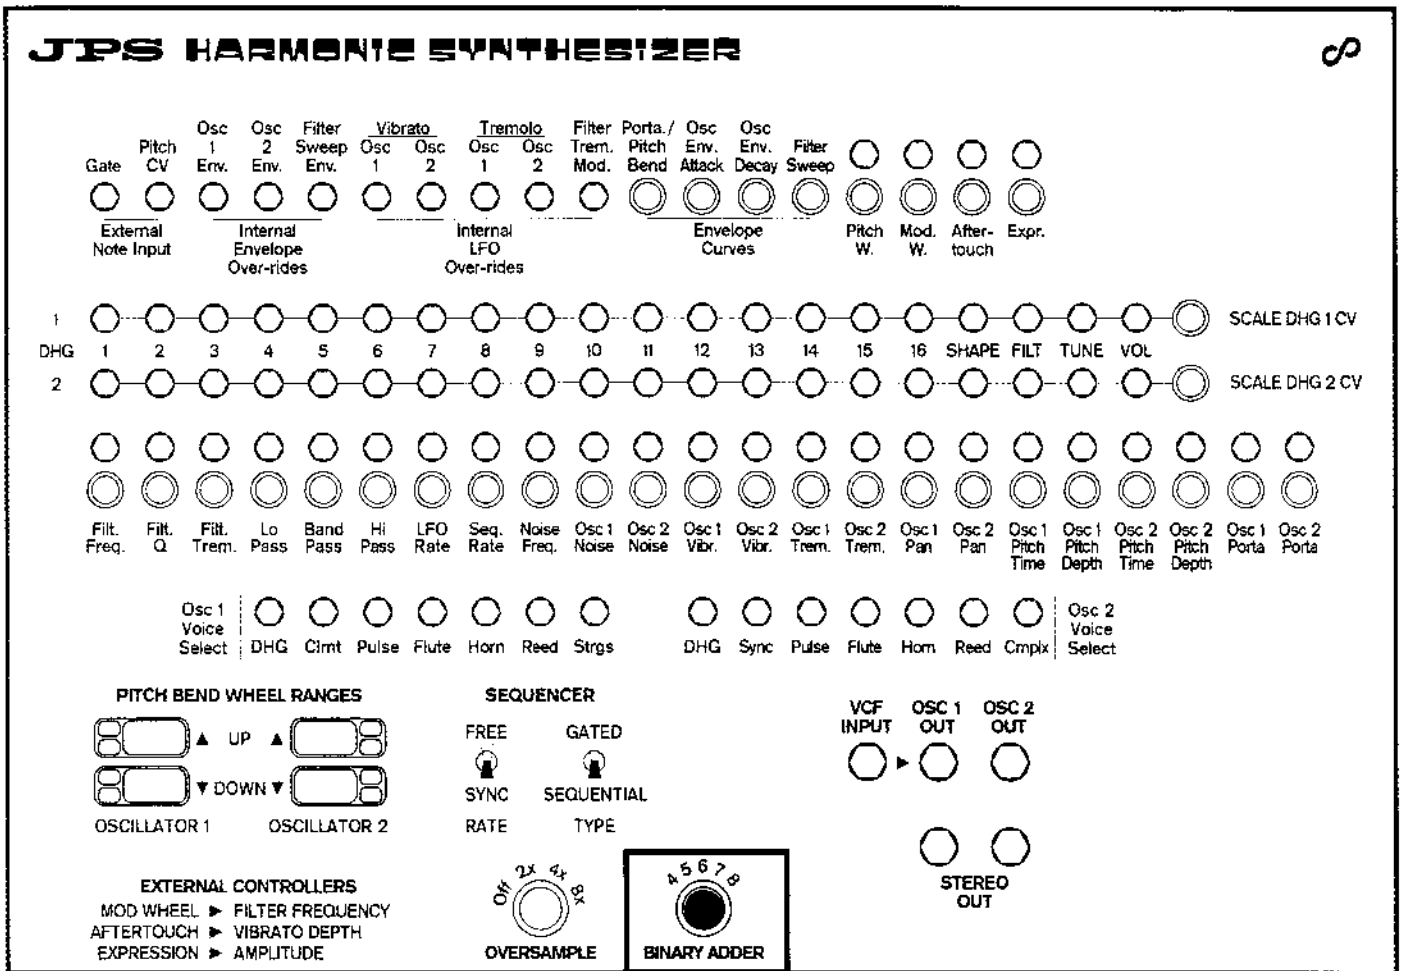 JPS HARMONIC SYNTHESIZER
Gate
Pitch CV
Osc 1 Env.
Osc 2 Env.
Filter Sweep Env.
Vibrato
Osc 1
Osc 2
Tremolo
Osc 1
Osc 2
Filter Trem. Mod.
Porta./ Pitch Bend
Osc Env. Attack
Osc Env. Decay
Filter Sweep
External Note Input
Internal Envelope Over-rides
Internal LFO Over-rides
Envelope Curves
Pitch W.
Mod. W.
After-touch
Expr.
1 SCALE DHG 1 CV
DHG 1 2 3 4 5 6 7 8 9 10 11 12 13 14 15 16 SHAPE FILT TUNE VOL
2 SCALE DHG 2 CV
Filt. Freq.
Filt. Q
Filt. Trem.
Lo Pass
Band Pass
Hi Pass
LFO Rate
Seq. Rate
Noise Freq.
Osc 1 Noise
Osc 2 Noise
Osc 1 Vibr.
Osc 2 Vibr.
Osc 1 Trem.
Osc 2 Trem.
Osc 1 Pan
Osc 2 Pan
Osc 1 Pitch Time
Osc 1 Pitch Depth
Osc 2 Pitch Time
Osc 2 Pitch Depth
Osc 1 Porta
Osc 2 Porta
Osc 1 Voice Select
DHG Clrnt Pulse Flute Horn Reed Strgs
DHG Sync Pulse Flute Horn Reed Cmplx
Osc 2 Voice Select
PITCH BEND WHEEL RANGES
▲ UP ▲
▼ DOWN ▼
OSCILLATOR 1 OSCILLATOR 2
SEQUENCER
FREE GATED
SYNC SEQUENTIAL
RATE TYPE
VCF INPUT
▶
OSC 1 OUT
OSC 2 OUT
STEREO OUT
EXTERNAL CONTROLLERS
MOD WHEEL ▶ FILTER FREQUENCY
AFTERTOUCH ▶ VIBRATO DEPTH
EXPRESSION ▶ AMPLITUDE
Off 2x 4x 8x
OVERSAMPLE
4 5 6 7 8
BINARY ADDER